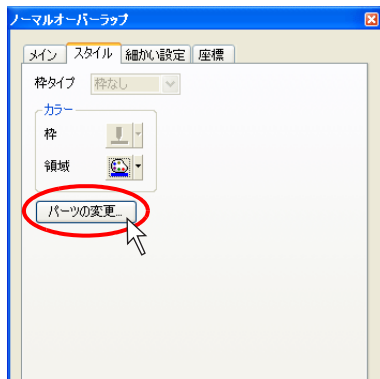 ノーマルオーバーラップ
メイン スタイル 細かい設定 座標
枠タイプ 枠なし
カラー
枠
領域
パーツの変更...